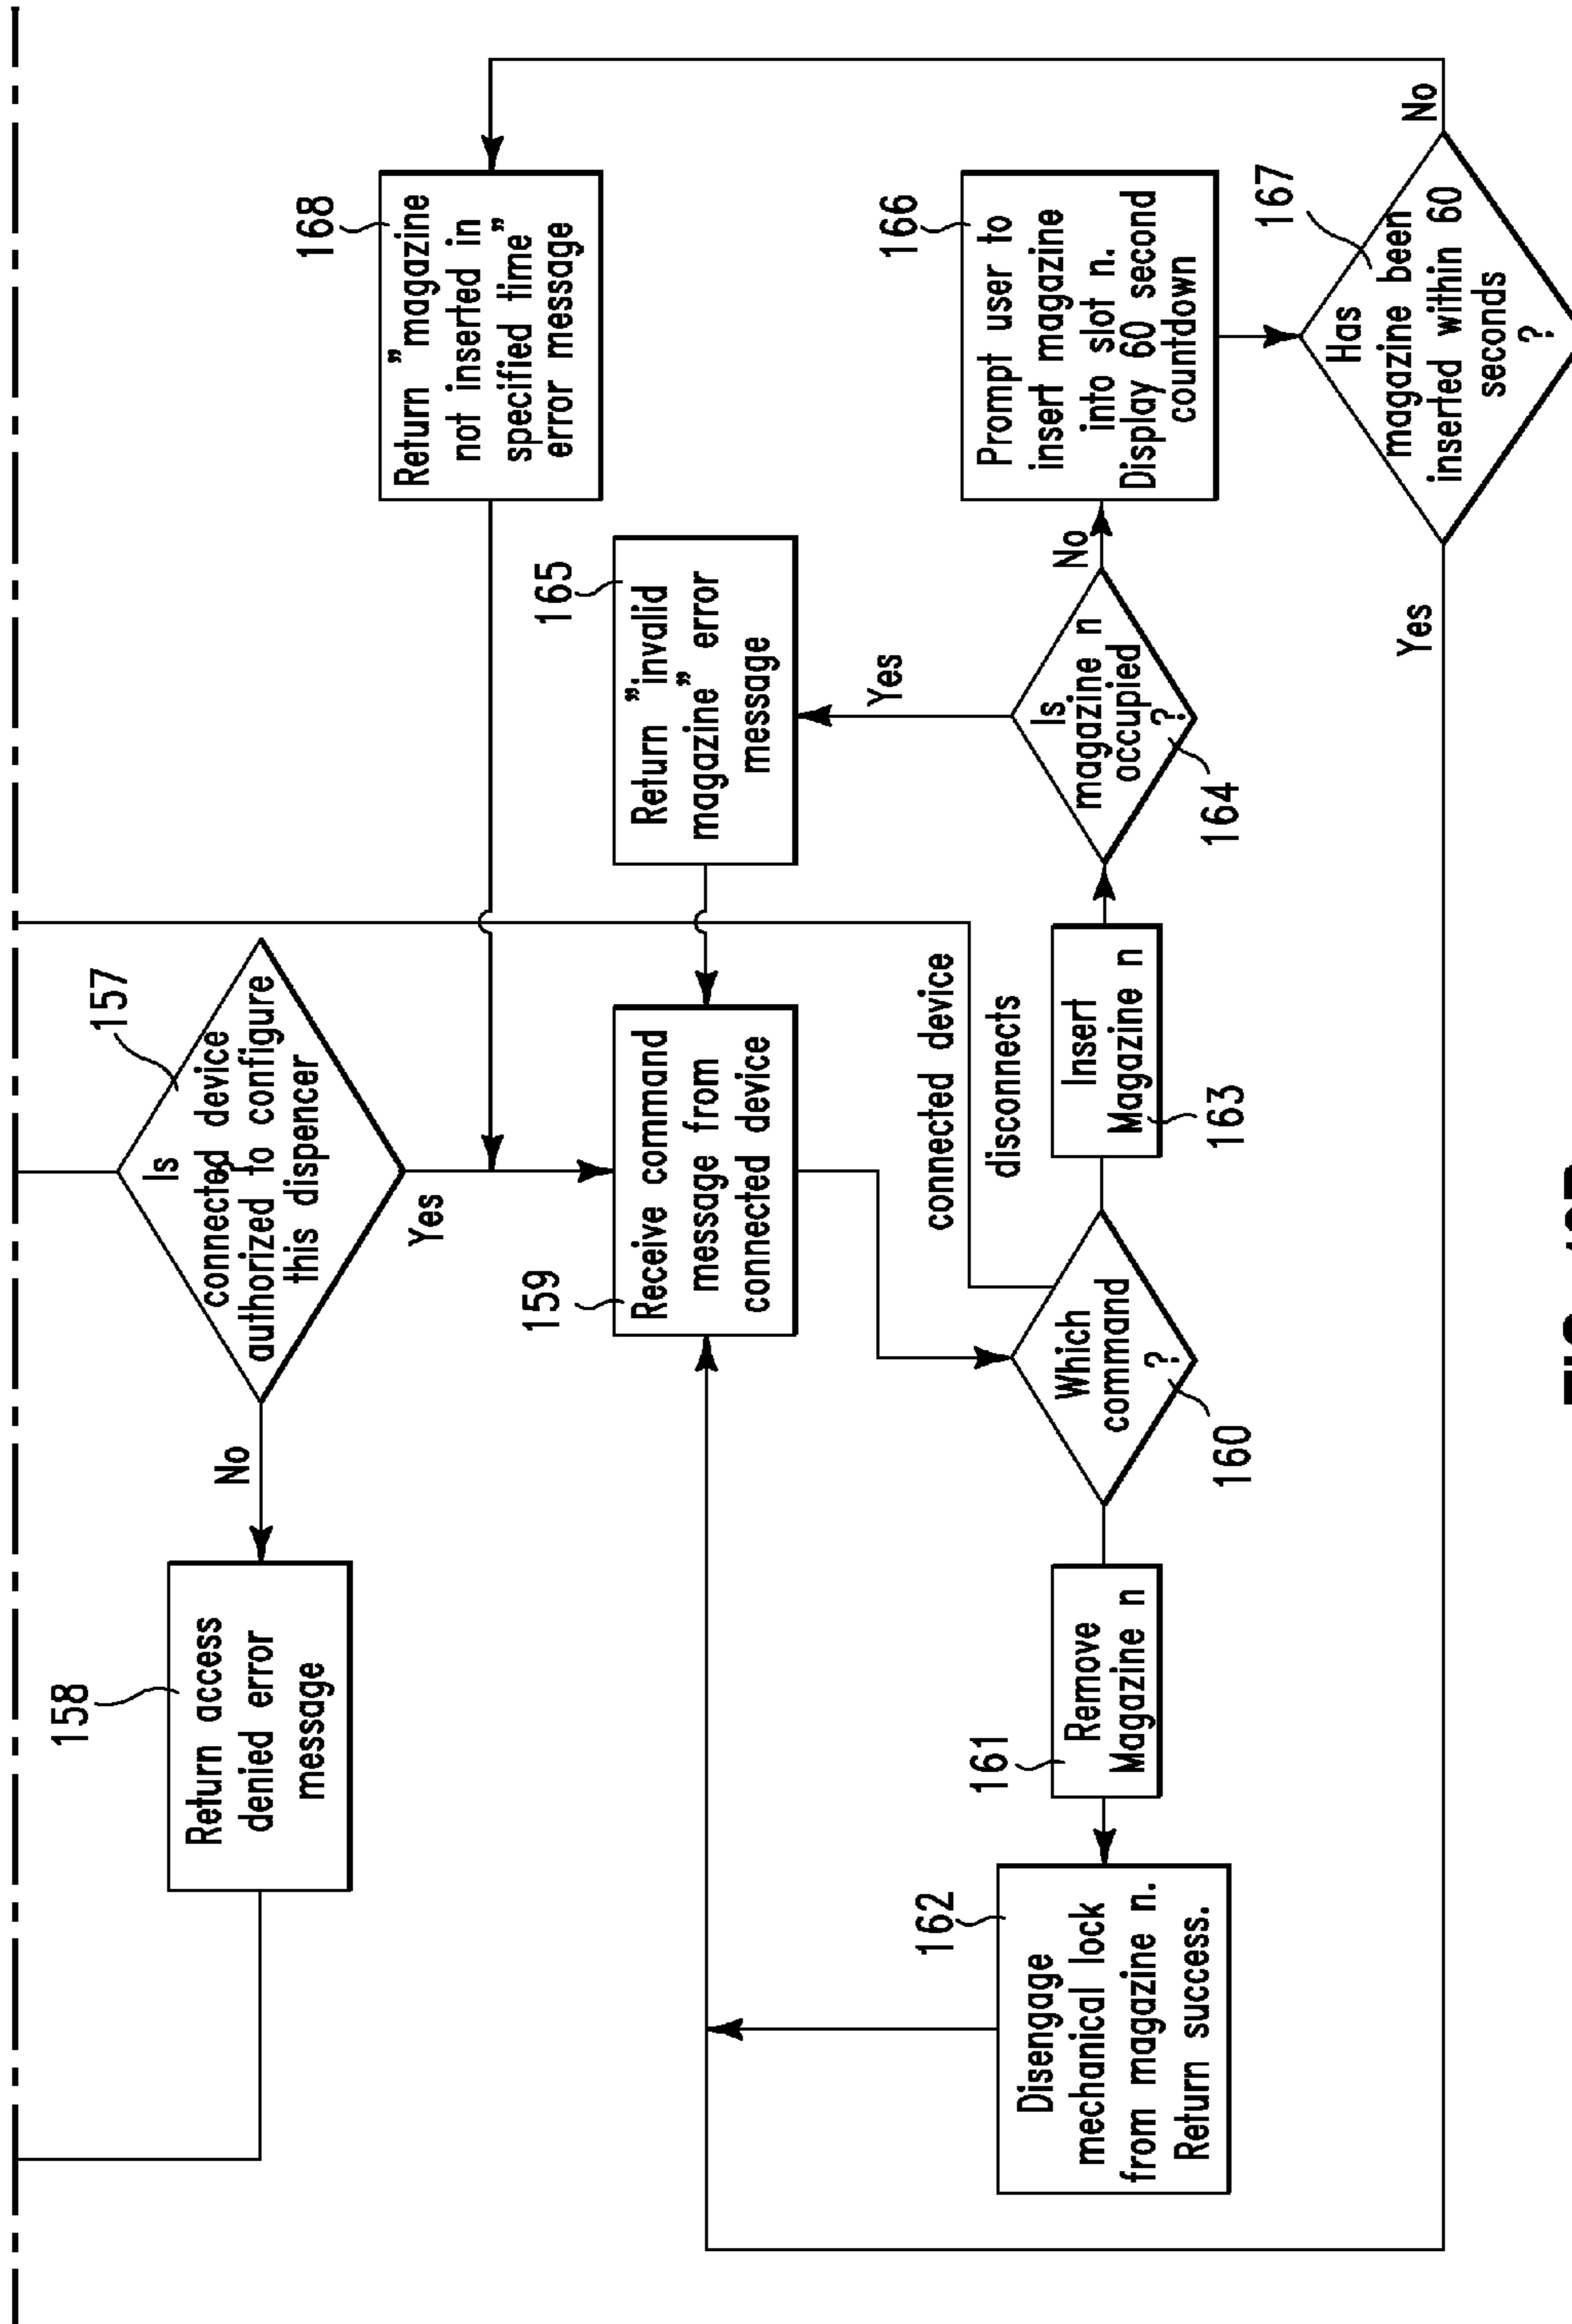 157
Is
connected device
authorized to configure
this dispencer
No
Yes
158
Return access
denied error
message
168
Return "magazine
not inserted in
specified time"
error message
159
Receive command
message from
connected device
165
Return "invalid
magazine" error
message
connected device
disconnects
Which
command
?
160
161
Remove
Magazine n
162
Disengage
mechanical lock
from magazine n.
Return success.
Insert
Magazine n
163
Is
magazine n
occupied
?
164
Yes
No
166
Prompt user to
insert magazine
into slot n.
Display 60 second
countdown
167
Has
magazine been
inserted within 60
seconds
?
No
Yes